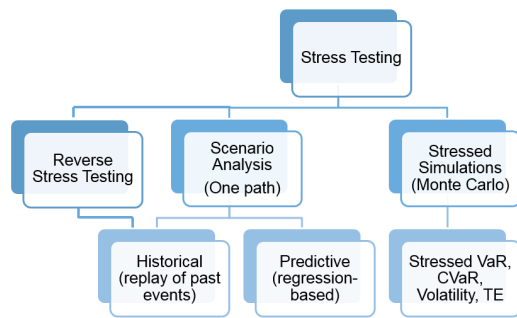 Stress Testing
Reverse
Stress Testing
Scenario
Analysis
(One path)
Stressed
Simulations
(Monte Carlo)
Historical
(replay of past
events)
Predictive
(regression-
based)
Stressed VaR,
CVaR,
Volatility, TE